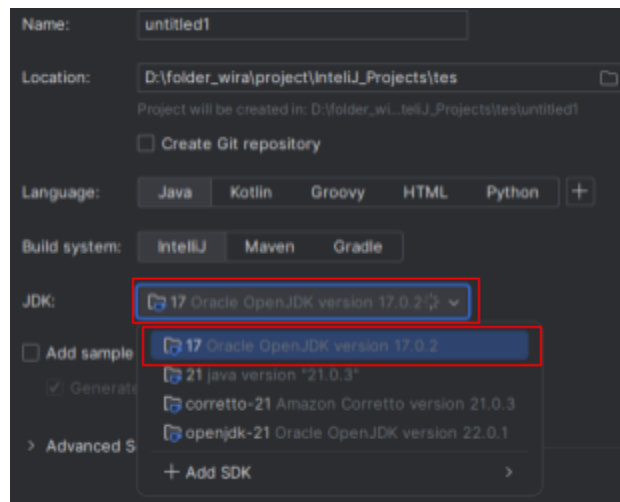 Name: untitled1
Location: D:\folder_wira\project\InteliJ_Projects\tes
Project will be created in: D:\folder_wi...teliJ_Projects\tes\untitled1
Create Git repository
Language: Java Kotlin Groovy HTML Python +
Build system: IntelliJ Maven Gradle
JDK: 17 Oracle OpenJDK version 17.0.2
17 Oracle OpenJDK version 17.0.2
Add sample
21 java version "21.0.3"
Generate
corretto-21 Amazon Corretto version 21.0.3
openjdk-21 Oracle OpenJDK version 22.0.1
Advanced S
+ Add SDK